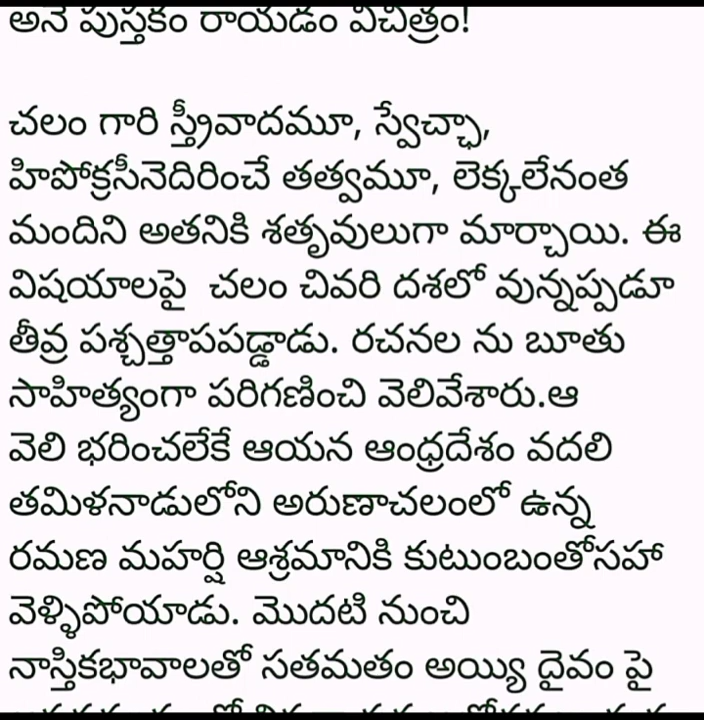 అనే పుస్తకం రాయడం విచిత్రం!
చలం గారి స్త్రీవాదమూ, స్వేచ్ఛా,
హిపోక్రసీనెదిరించే తత్వమూ, లెక్కలేనంత
మందిని అతనికి శతృవులుగా మార్చాయి. ఈ
విషయాలపై చలం చివరి దశలో వున్నప్పడూ
తీవ్ర పశ్చత్తాపపడ్డాడు. రచనల ను బూతు
సాహిత్యంగా పరిగణించి వెలివేశారు.ఆ
వెలి భరించలేకే ఆయన ఆంధ్రదేశం వదలి
తమిళనాడులోని అరుణాచలంలో ఉన్న
రమణ మహర్షి ఆశ్రమానికి కుటుంబంతోసహా
వెళ్ళిపోయాడు. మొదటి నుంచి
నాస్తికభావాలతో సతమతం అయ్యి దైవం పై